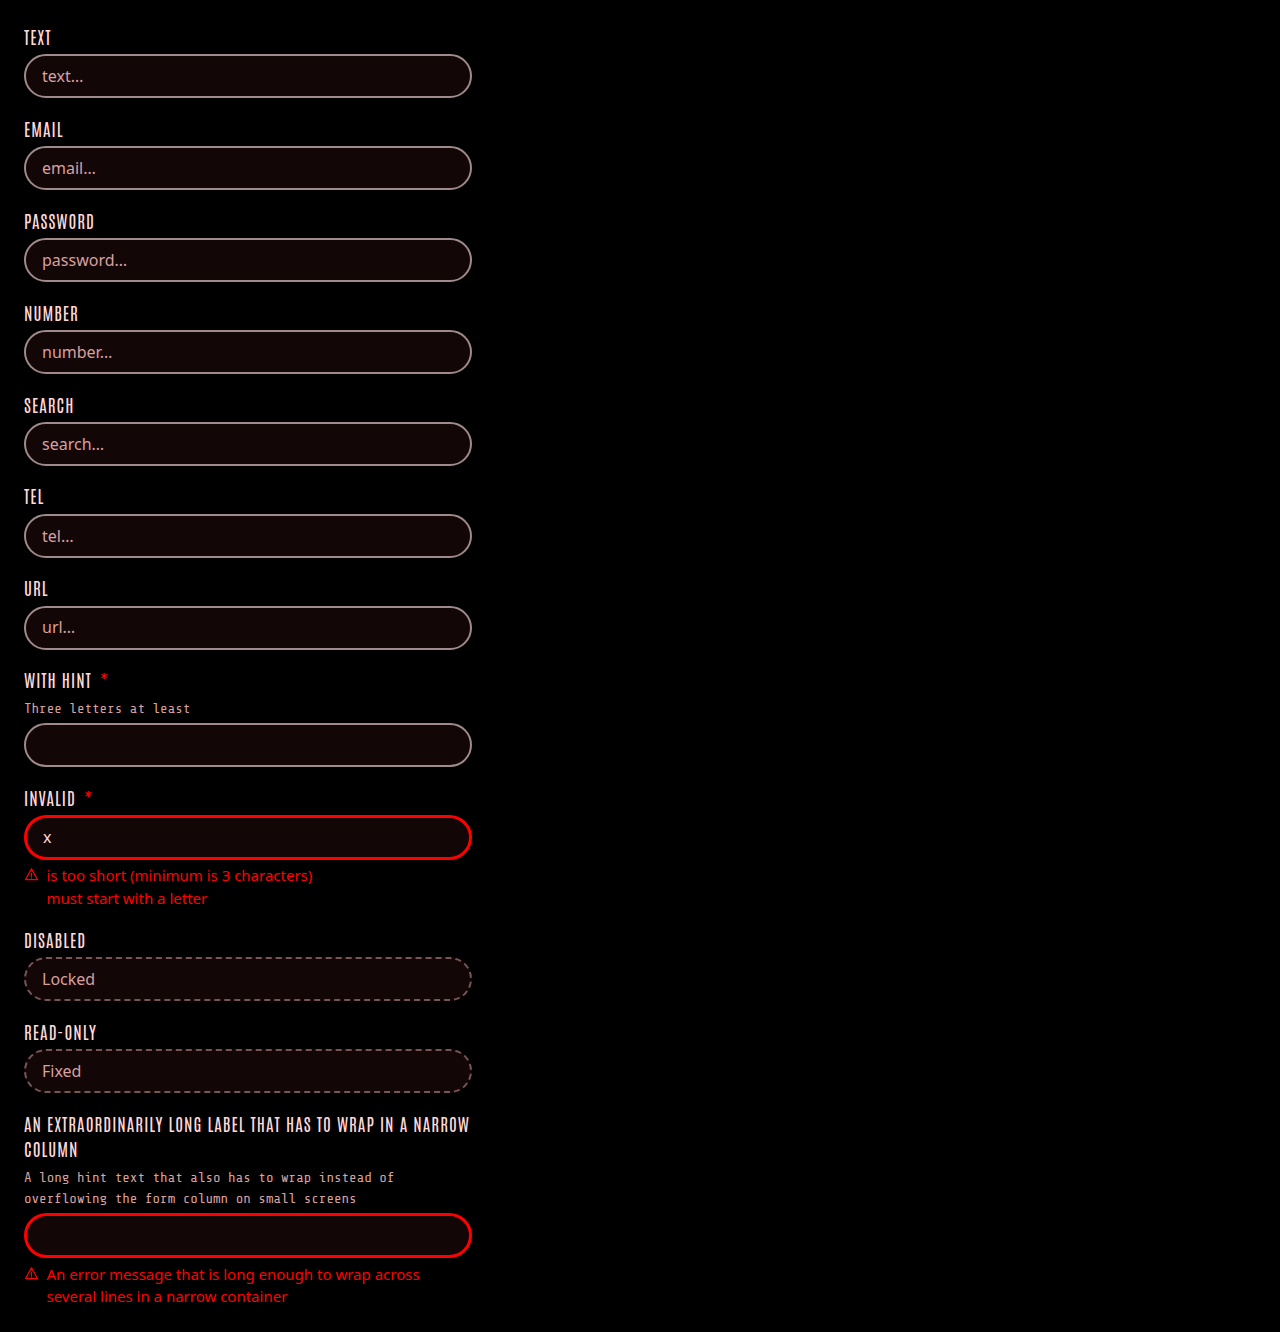 TEXT
text...
EMAIL
email...
PASSWORD
password...
NUMBER
number...
SEARCH
search...
TEL
tel...
URL
url...
WITH HINT *
Three letters at least
INVALID *
x
⚠ is too short (minimum is 3 characters)
must start with a letter
DISABLED
Locked
READ-ONLY
Fixed
AN EXTRAORDINARILY LONG LABEL THAT HAS TO WRAP IN A NARROW
COLUMN
A long hint text that also has to wrap instead of
overflowing the form column on small screens
⚠ An error message that is long enough to wrap across
several lines in a narrow container